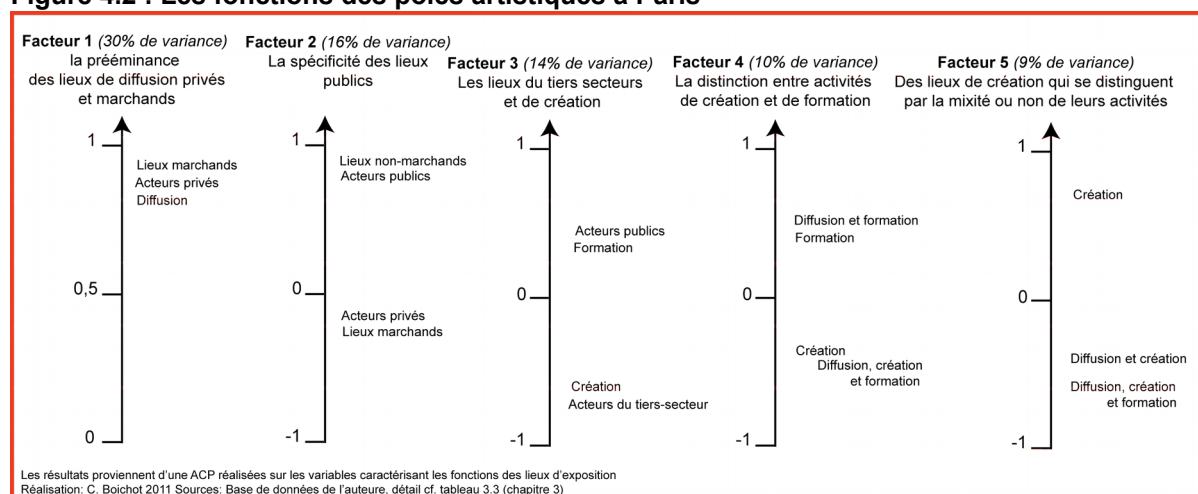 Figure 4.2 : Les fonctions des pôles artistiques à Paris
Facteur 1 (30% de variance)
la prééminance
des lieux de diffusion privés
et marchands
1
Lieux marchands
Acteurs privés
Diffusion
0,5
0
Facteur 2 (16% de variance)
La spécificité des lieux
publics
1
Lieux non-marchands
Acteurs publics
0
Acteurs privés
Lieux marchands
-1
Facteur 3 (14% de variance)
Les lieux du tiers secteurs
et de création
1
Acteurs publics
Formation
0
Création
Acteurs du tiers-secteur
-1
Facteur 4 (10% de variance)
La distinction entre activités
de création et de formation
1
Diffusion et formation
Formation
0
Création
Diffusion, création
et formation
-1
Facteur 5 (9% de variance)
Des lieux de création qui se distinguent
par la mixité ou non de leurs activités
1
Création
0
Diffusion et création
Diffusion, création
et formation
-1
Les résultats proviennent d'une ACP réalisées sur les variables caractérisant les fonctions des lieux d'exposition
Réalisation: C. Boichot 2011 Sources: Base de données de l'auteure, détail cf. tableau 3.3 (chapitre 3)